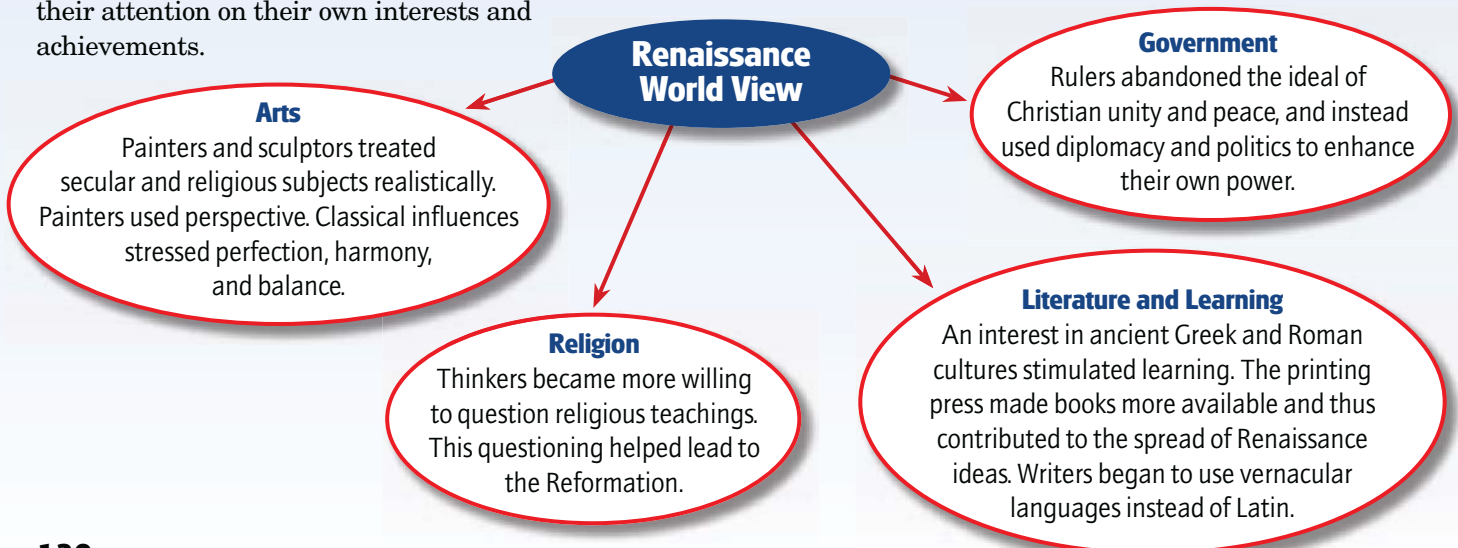 their attention on their own interests and
achievements.
Renaissance
World View
Arts
Painters and sculptors treated
secular and religious subjects realistically.
Painters used perspective. Classical influences
stressed perfection, harmony,
and balance.
Religion
Thinkers became more willing
to question religious teachings.
This questioning helped lead to
the Reformation.
Government
Rulers abandoned the ideal of
Christian unity and peace, and instead
used diplomacy and politics to enhance
their own power.
Literature and Learning
An interest in ancient Greek and Roman
cultures stimulated learning. The printing
press made books more available and thus
contributed to the spread of Renaissance
ideas. Writers began to use vernacular
languages instead of Latin.